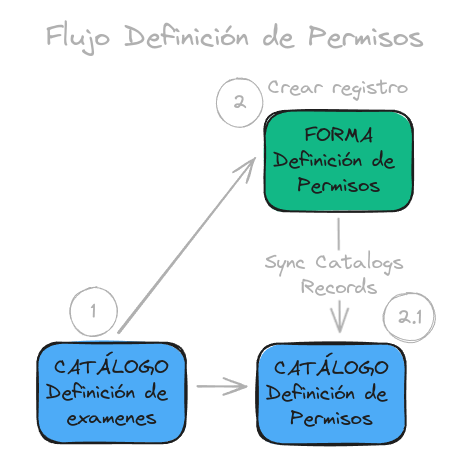 Flujo Definición de Permisos
2
Crear registro
FORMA
Definición de
Permisos
Sync Catalogs
Records
1
2.1
CATÁLOGO
Definición de
examenes
CATÁLOGO
Definición de
Permisos